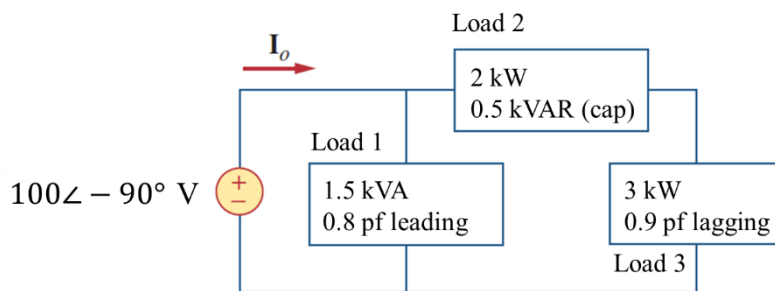 Load 2
I_o
2 kW
0.5 kVAR (cap)
Load 1
100∠ − 90° V
+
−
1.5 kVA
0.8 pf leading
3 kW
0.9 pf lagging
Load 3